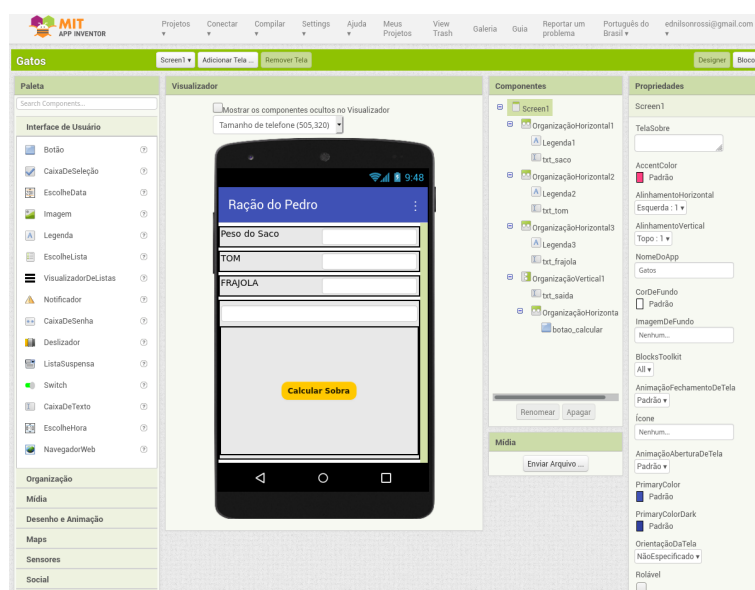 MIT
APP INVENTOR
Projetos
Conectar
Compilar
Settings
Ajuda
Meus Projetos
View Trash
Galeria
Guia
Reportar um problema
Português do Brasil
ednilsonrossi@gmail.com
Gatos
Screen1
Adicionar Tela ...
Remover Tela
Designer
Bloco
Paleta
Search Components...
Interface de Usuário
Botão
CaixaDeSeleção
EscolheData
Imagem
Legenda
EscolheLista
VisualizadorDeListas
Notificador
CaixaDeSenha
Deslizador
ListaSuspensa
Switch
CaixaDeTexto
EscolheHora
NavegadorWeb
Organização
Mídia
Desenho e Animação
Maps
Sensores
Social
Visualizador
Mostrar os componentes ocultos no Visualizador
Tamanho de telefone (505,320)
9:48
Ração do Pedro
Peso do Saco
TOM
FRAJOLA
Calcular Sobra
Componentes
Screen1
OrganizaçãoHorizontal1
Legenda1
txt_saco
OrganizaçãoHorizontal2
Legenda2
txt_tom
OrganizaçãoHorizontal3
Legenda3
txt_frajola
OrganizaçãoVertical1
txt_saida
OrganizaçãoHorizonta
botao_calcular
Renomear
Apagar
Mídia
Enviar Arquivo ...
Propriedades
Screen1
TelaSobre
AccentColor
Padrão
AlinhamentoHorizontal
Esquerda : 1
AlinhamentoVertical
Topo : 1
NomeDoApp
Gatos
CorDeFundo
Padrão
ImagemDeFundo
Nenhum...
BlocksToolkit
All
AnimaçãoFechamentoDeTela
Padrão
Ícone
Nenhum...
AnimaçãoAberturaDeTela
Padrão
PrimaryColor
Padrão
PrimaryColorDark
Padrão
OrientaçãoDaTela
NãoEspecificado
Rolável